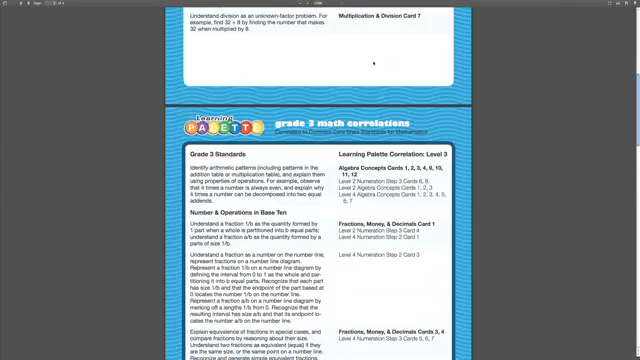 Understand division as an unknown-factor problem. For
example, find 32 ÷ 8 by finding the number that makes
32 when multiplied by 8.
Multiplication & Division Card 7
Learning
PALETTE
grade 3 math correlations
Correlated to Common Core State Standards for Mathematics
Grade 3 Standards
Learning Palette Correlation: Level 3
Identify arithmetic patterns (including patterns in the
addition table or multiplication table), and explain them
using properties of operations. For example, observe
that 4 times a number is always even, and explain why
4 times a number can be decomposed into two equal
addends.
Algebra Concepts Cards 1, 2, 3, 4, 9, 10,
11, 12
Level 2 Numeration Step 3 Cards 6, 8
Level 2 Algebra Concepts Cards 1, 2, 3
Level 4 Algebra Concepts Cards 1, 2, 3, 4, 5,
6, 7
Number & Operations in Base Ten
Understand a fraction 1/b as the quantity formed by
1 part when a whole is partitioned into b equal parts;
understand a fraction a/b as the quantity formed by a
parts of size 1/b.
Fractions, Money, & Decimals Card 1
Level 2 Numeration Step 3 Card 4
Level 4 Numeration Step 2 Card 1
Understand a fraction as a number on the number line;
represent fractions on a number line diagram.
Represent a fraction 1/b on a number line diagram by
defining the interval from 0 to 1 as the whole and par-
titioning it into b equal parts. Recognize that each part
has size 1/b and that the endpoint of the part based at
0 locates the number 1/b on the number line.
Represent a fraction a/b on a number line diagram by
marking off a lengths 1/b from 0. Recognize that the
resulting interval has size a/b and that its endpoint lo-
cates the number a/b on the number line.
Level 4 Numeration Step 2 Card 3
Explain equivalence of fractions in special cases, and
compare fractions by reasoning about their size.
Understand two fractions as equivalent (equal) if they
are the same size, or the same point on a number line.
Recognize and generate simple equivalent fractions,
Fractions, Money, & Decimals Cards 3, 4
Level 4 Numeration Step 3 Cards 5, 6, 7